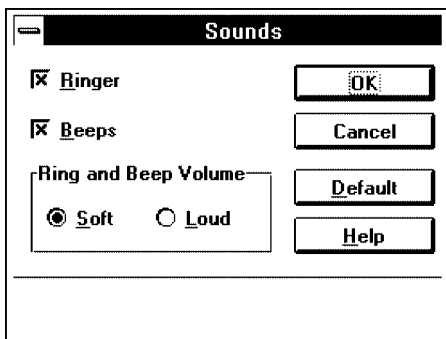 Sounds
Ringer
OK
Beeps
Cancel
Ring and Beep Volume
Default
Soft Loud
Help